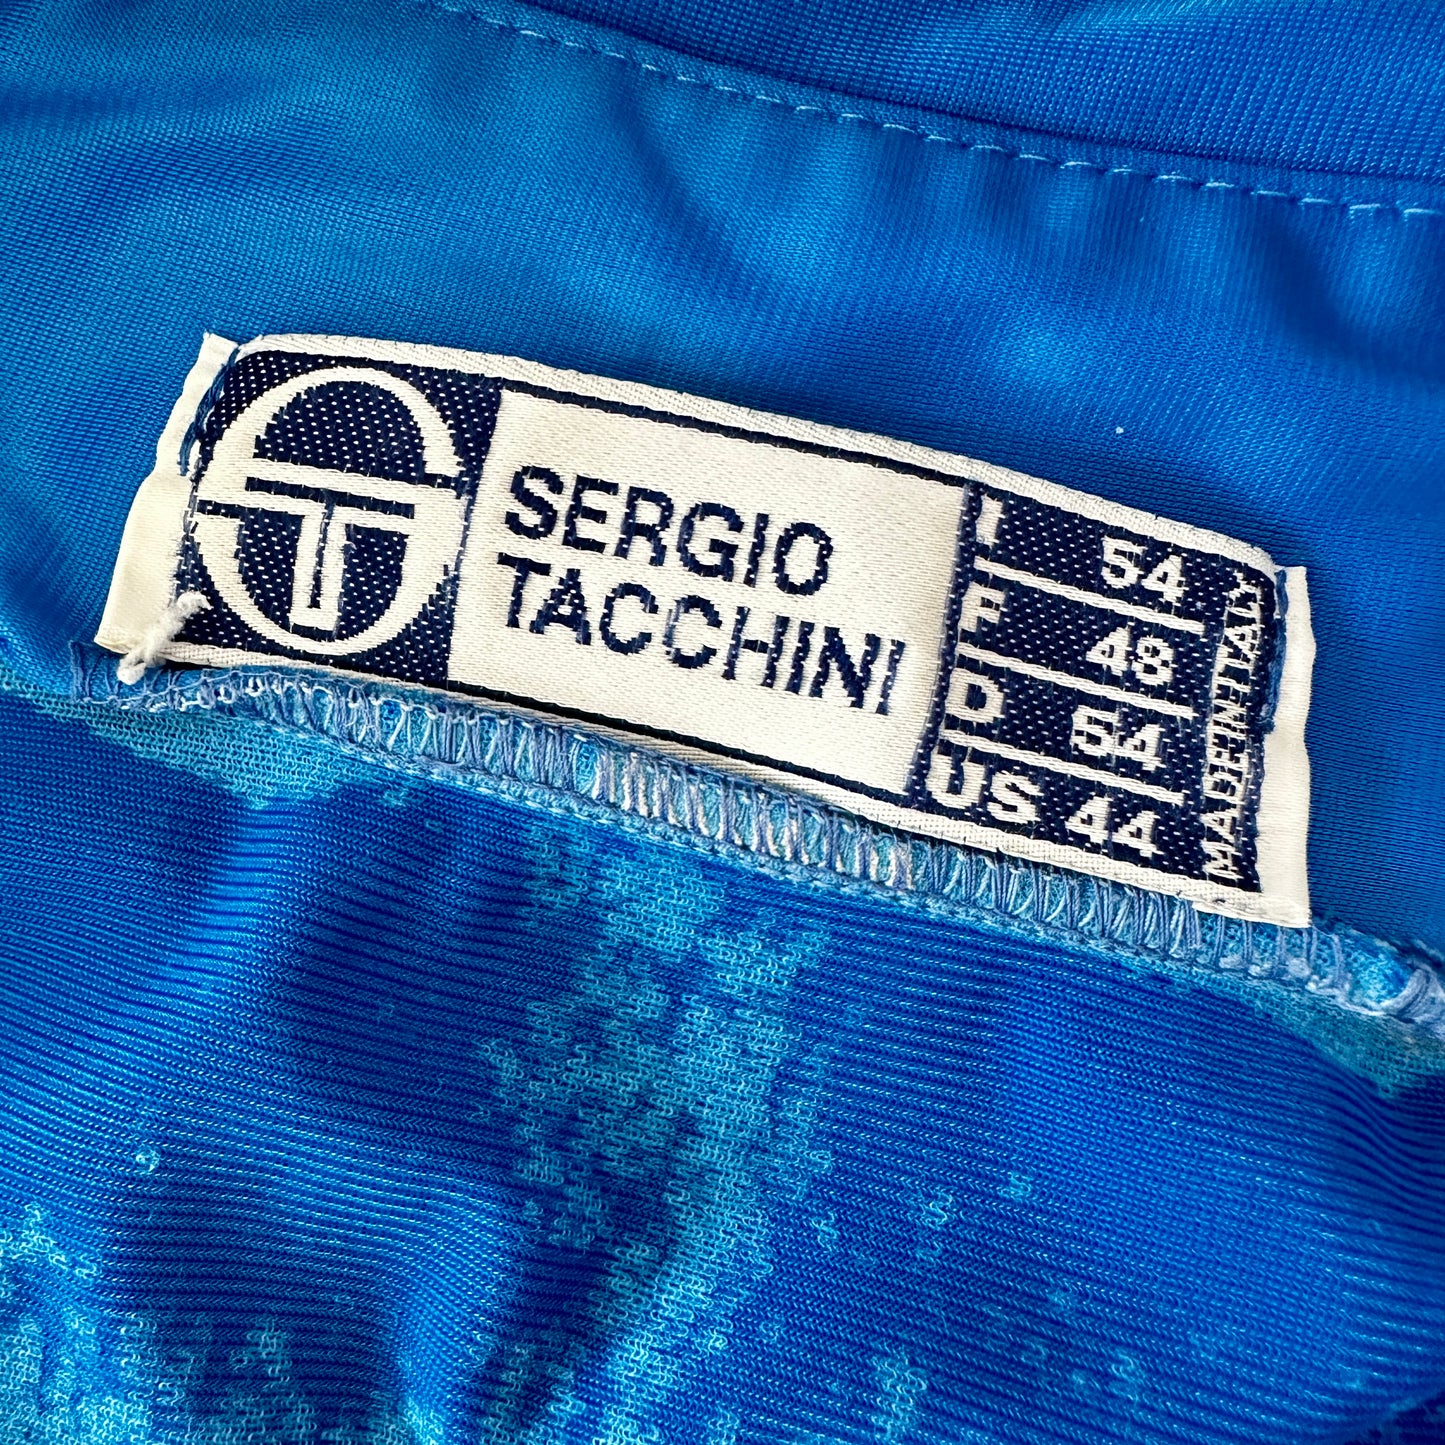 SERGIO
TACCHINI
I 54
F 48
D 54
US 44
MADE IN ITALY